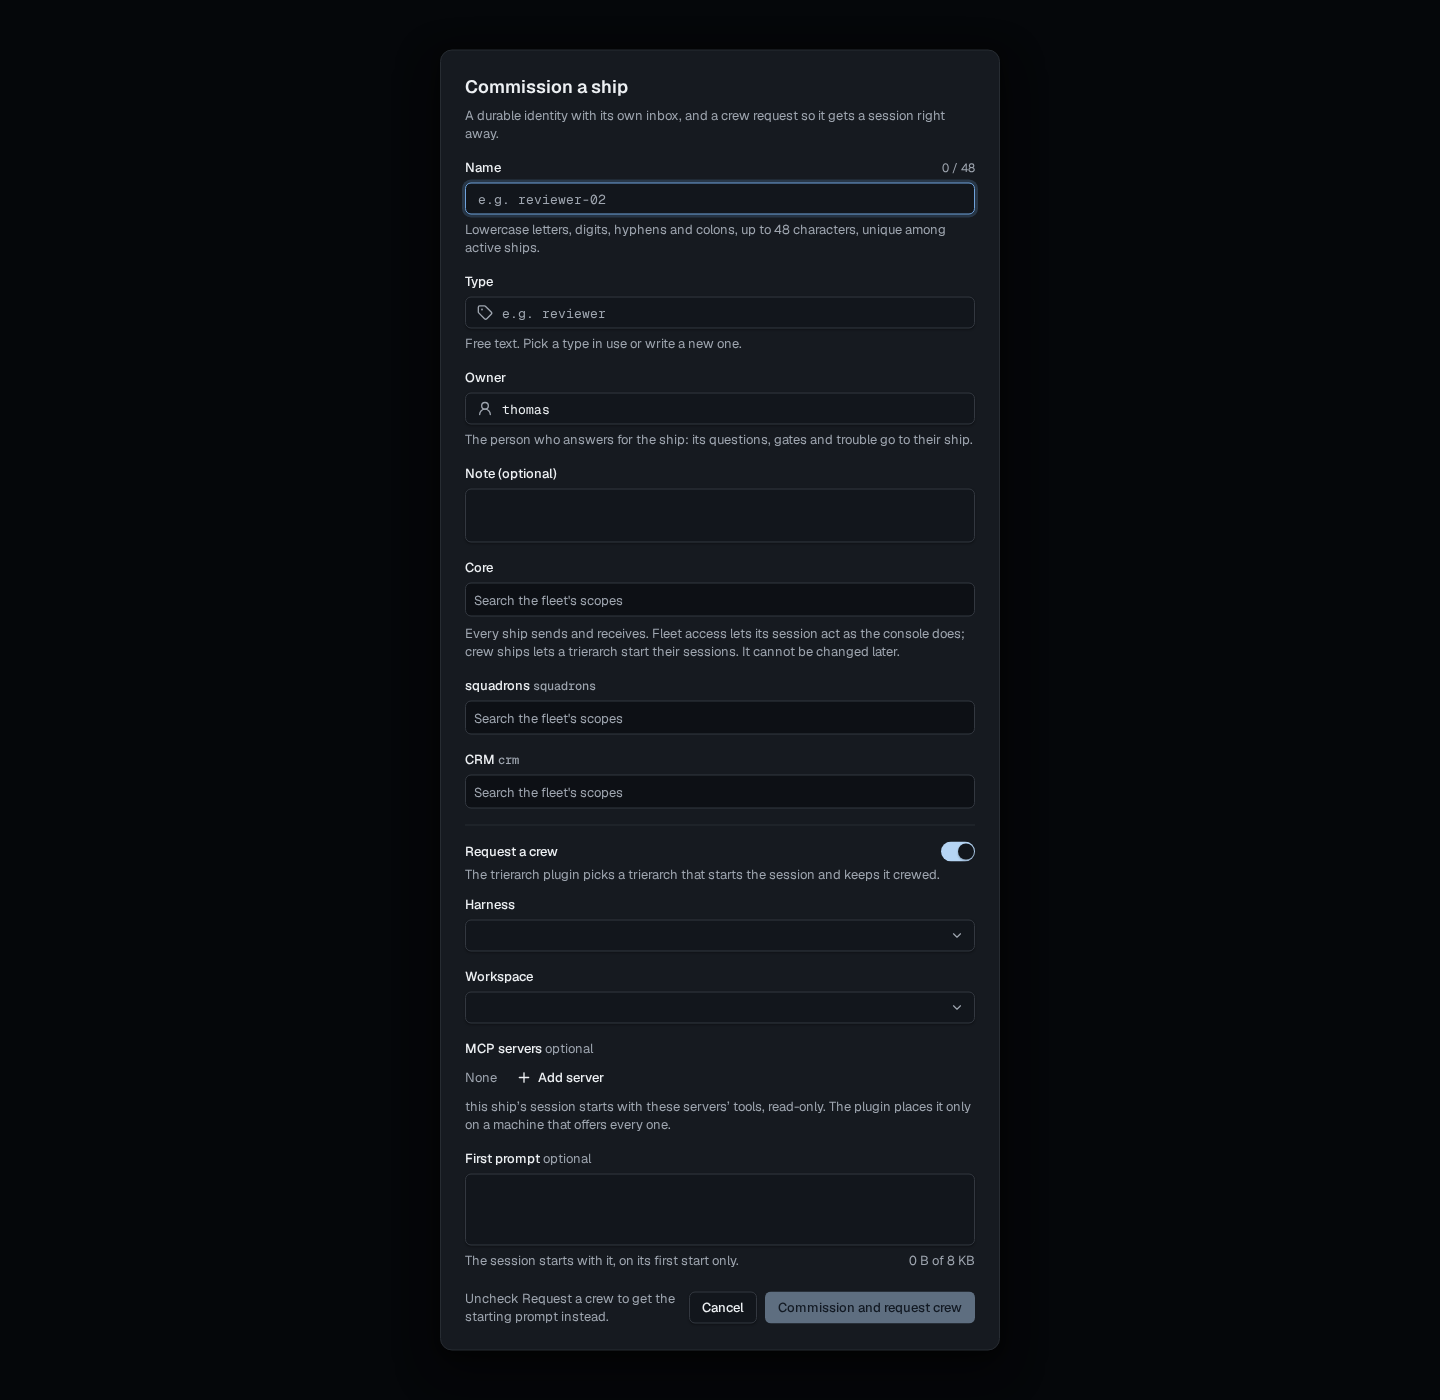 Commission a ship
A durable identity with its own inbox, and a crew request so it gets a session right
away.
Name 0 / 48
e.g. reviewer-02
Lowercase letters, digits, hyphens and colons, up to 48 characters, unique among
active ships.
Type
e.g. reviewer
Free text. Pick a type in use or write a new one.
Owner
thomas
The person who answers for the ship: its questions, gates and trouble go to their ship.
Note (optional)
Core
Search the fleet's scopes
Every ship sends and receives. Fleet access lets its session act as the console does;
crew ships lets a trierarch start their sessions. It cannot be changed later.
squadrons squadrons
Search the fleet's scopes
CRM crm
Search the fleet's scopes
Request a crew
The trierarch plugin picks a trierarch that starts the session and keeps it crewed.
Harness
Workspace
MCP servers optional
None + Add server
this ship's session starts with these servers' tools, read-only. The plugin places it only
on a machine that offers every one.
First prompt optional
The session starts with it, on its first start only. 0 B of 8 KB
Uncheck Request a crew to get the
starting prompt instead.
Cancel Commission and request crew